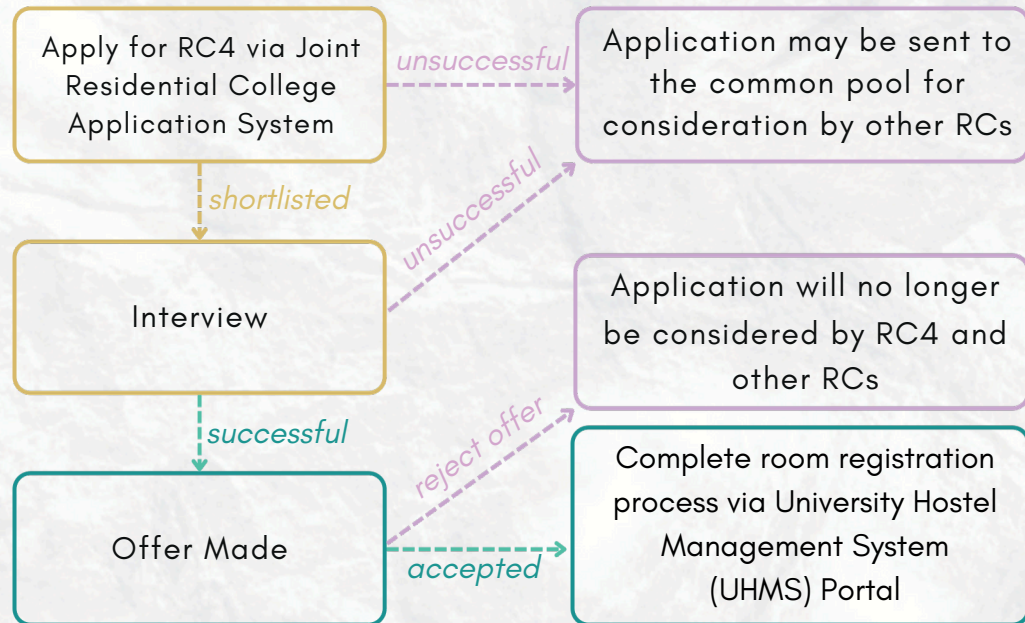 Apply for RC4 via Joint
Residential College
Application System
unsuccessful
Application may be sent to
the common pool for
consideration by other RCs
shortlisted
unsuccessful
Interview
Application will no longer
be considered by RC4 and
other RCs
successful
reject offer
Offer Made
accepted
Complete room registration
process via University Hostel
Management System
(UHMS) Portal